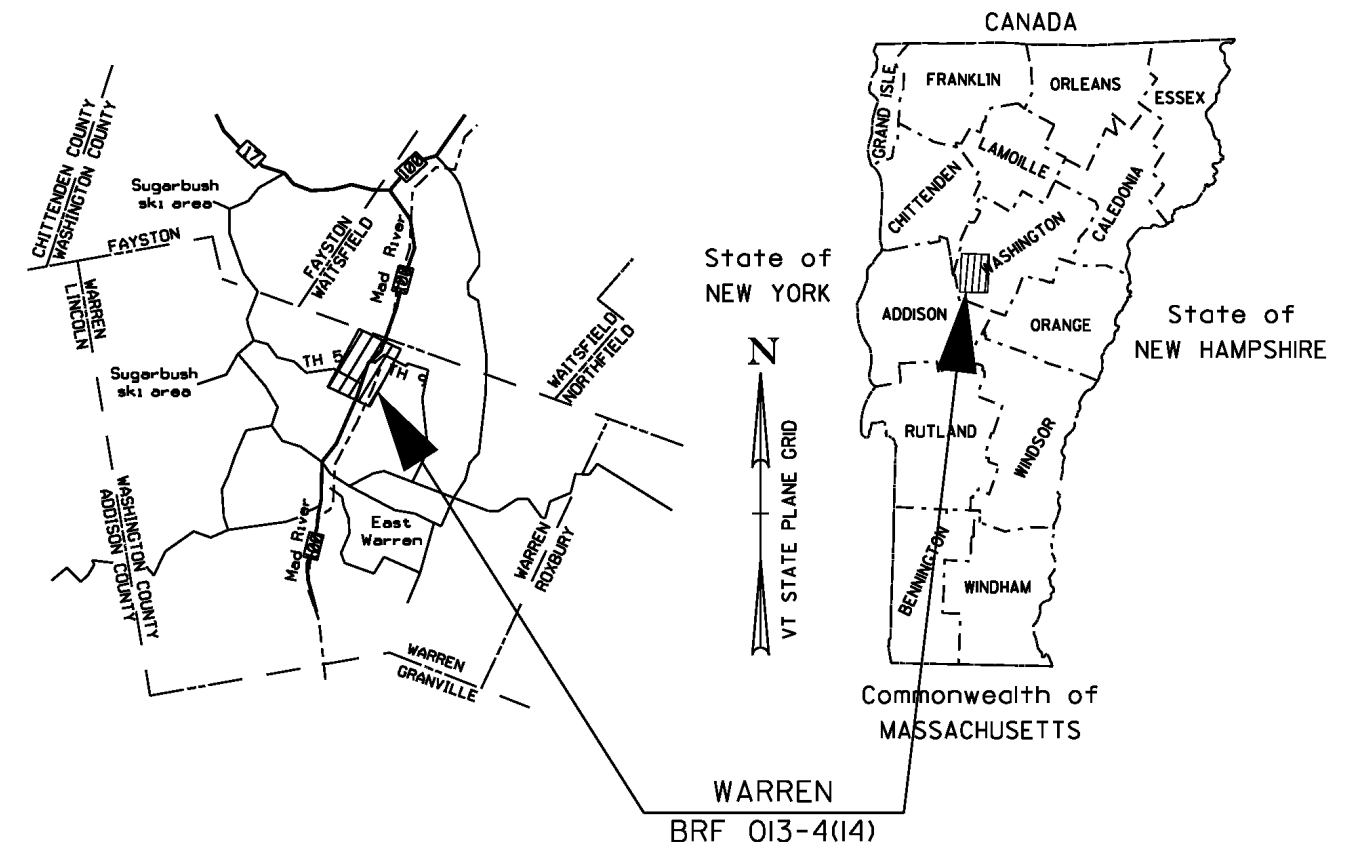 CANADA
FRANKLIN
ORLEANS
ESSEX
GRAND ISLE
LAMOILLE
CHITTENDEN
CALEDONIA
WASHINGTON
ADDISON
ORANGE
RUTLAND
WINDSOR
BENNINGTON
WINDHAM
State of
NEW YORK
State of
NEW HAMPSHIRE
Commonwealth of
MASSACHUSETTS
N
VT STATE PLANE GRID
CHITTENDEN COUNTY
WASHINGTON COUNTY
17
100
Sugarbush
ski area
FAYSTON
FAYSTON
WAITSFIELD
Mad River
100
WARREN
LINCOLN
TH 5
TH 9
Sugarbush
ski area
WAITSFIELD
NORTHFIELD
WASHINGTON COUNTY
ADDISON COUNTY
Mad River
100
East
Warren
WARREN
ROXBURY
WARREN
GRANVILLE
WARREN
BRF 013-4(14)